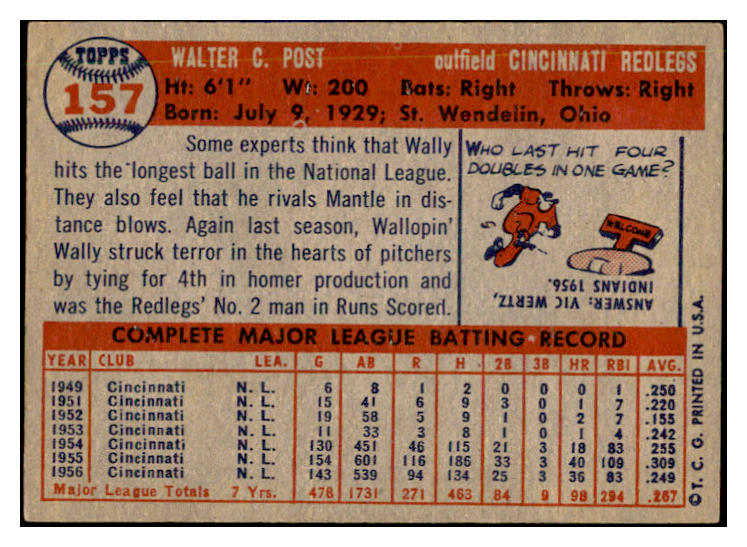 TOPPS
157
WALTER C. POST outfield CINCINNATI REDLEGS
Ht: 6'1" Wt: 200 Bats: Right Throws: Right
Born: July 9, 1929; St. Wendelin, Ohio
Some experts think that Wally
hits the longest ball in the National League.
They also feel that he rivals Mantle in dis-
tance blows. Again last season, Wallopin'
Wally struck terror in the hearts of pitchers
by tying for 4th in homer production and
was the Redlegs' No. 2 man in Runs Scored.
WHO LAST HIT FOUR
DOUBLES IN ONE GAME?
WELCOME
ANSWER: VIC WERTZ,
INDIANS 1956.
COMPLETE MAJOR LEAGUE BATTING RECORD
YEAR CLUB LEA. G AB R H 2B 3B HR RBI AVG.
1949 Cincinnati N. L. 6 8 1 2 0 0 0 1 .250
1951 Cincinnati N. L. 15 41 6 9 3 0 1 7 .220
1952 Cincinnati N. L. 19 58 5 9 1 0 2 7 .155
1953 Cincinnati N. L. 11 33 3 8 1 0 1 4 .242
1954 Cincinnati N. L. 130 451 46 115 21 3 18 83 .255
1955 Cincinnati N. L. 154 601 116 186 33 3 40 109 .309
1956 Cincinnati N. L. 143 539 94 134 25 3 36 83 .249
Major League Totals 7 Yrs. 478 1731 271 463 84 9 98 294 .267
© T. C. G. PRINTED IN U.S.A.